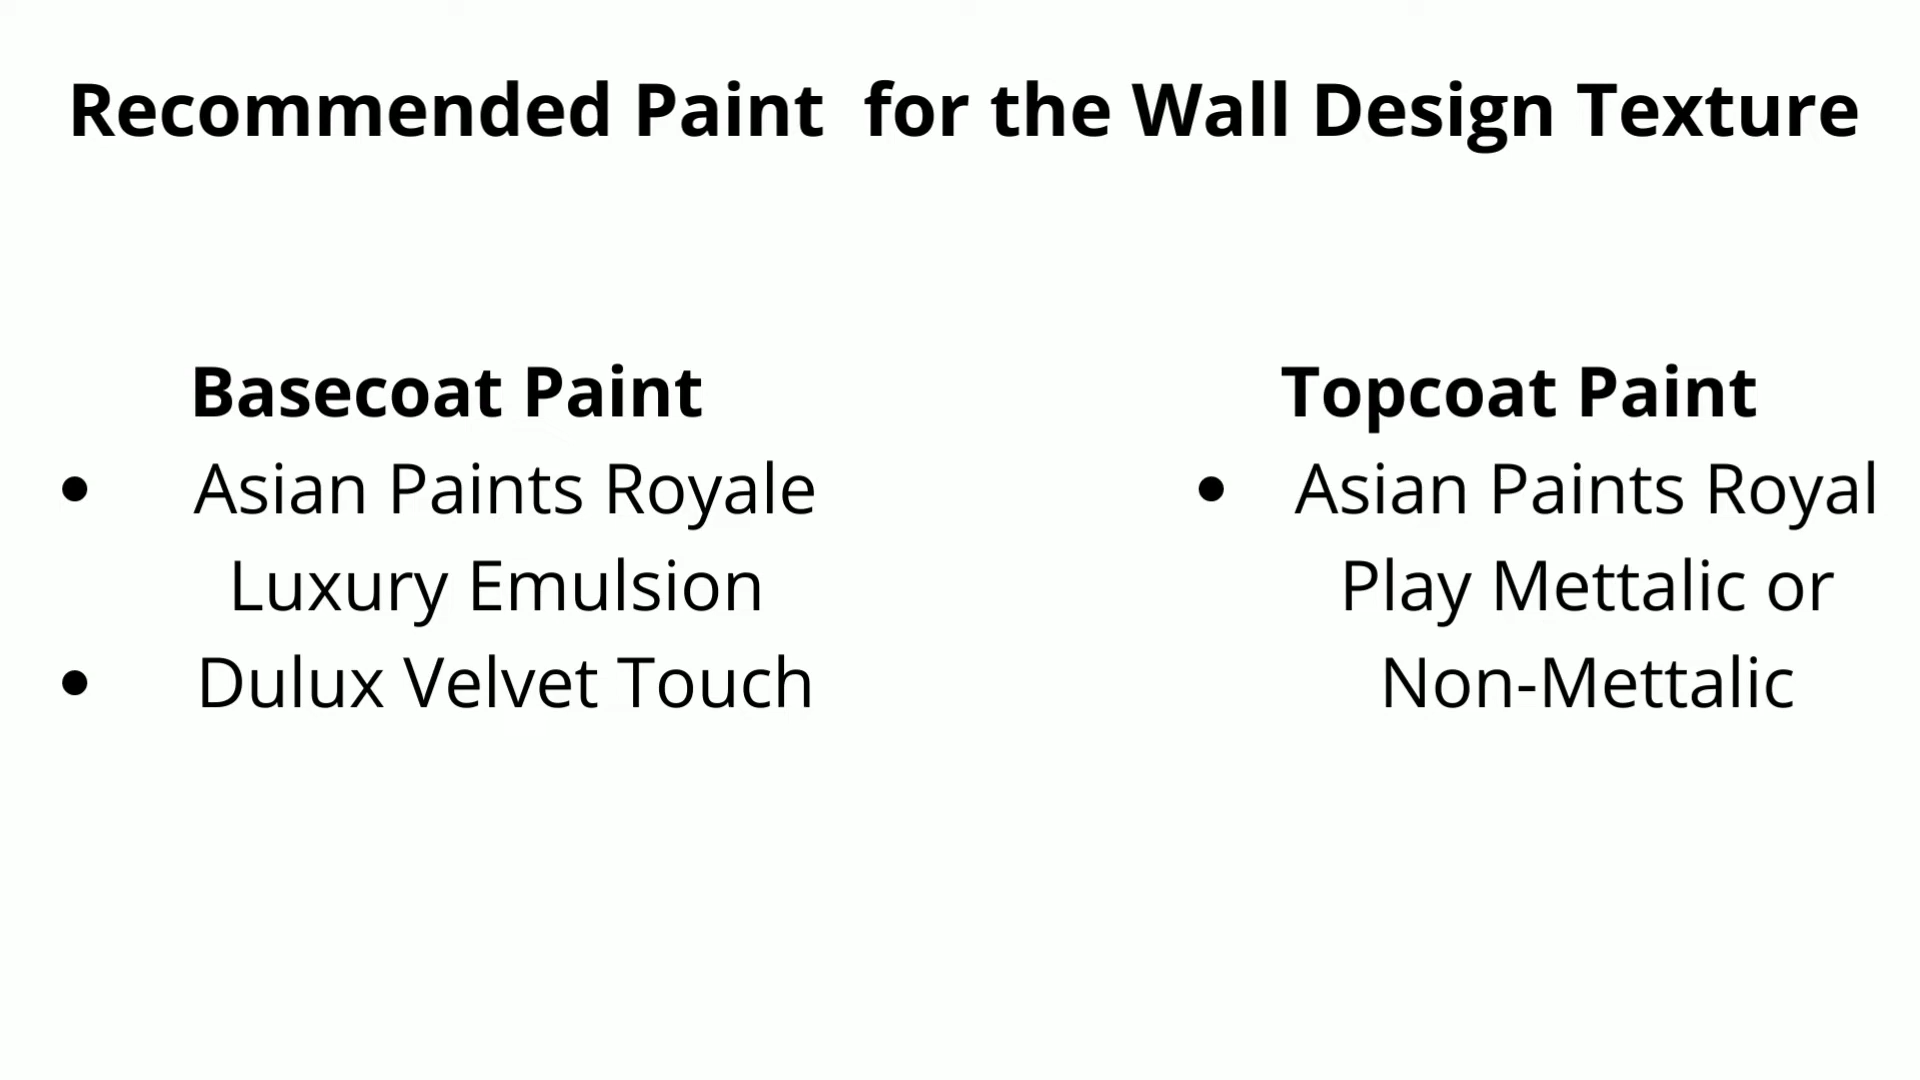 Recommended Paint  for the Wall Design Texture
Basecoat Paint
• Asian Paints Royale
Luxury Emulsion
• Dulux Velvet Touch
Topcoat Paint
• Asian Paints Royal
Play Mettalic or
Non-Mettalic